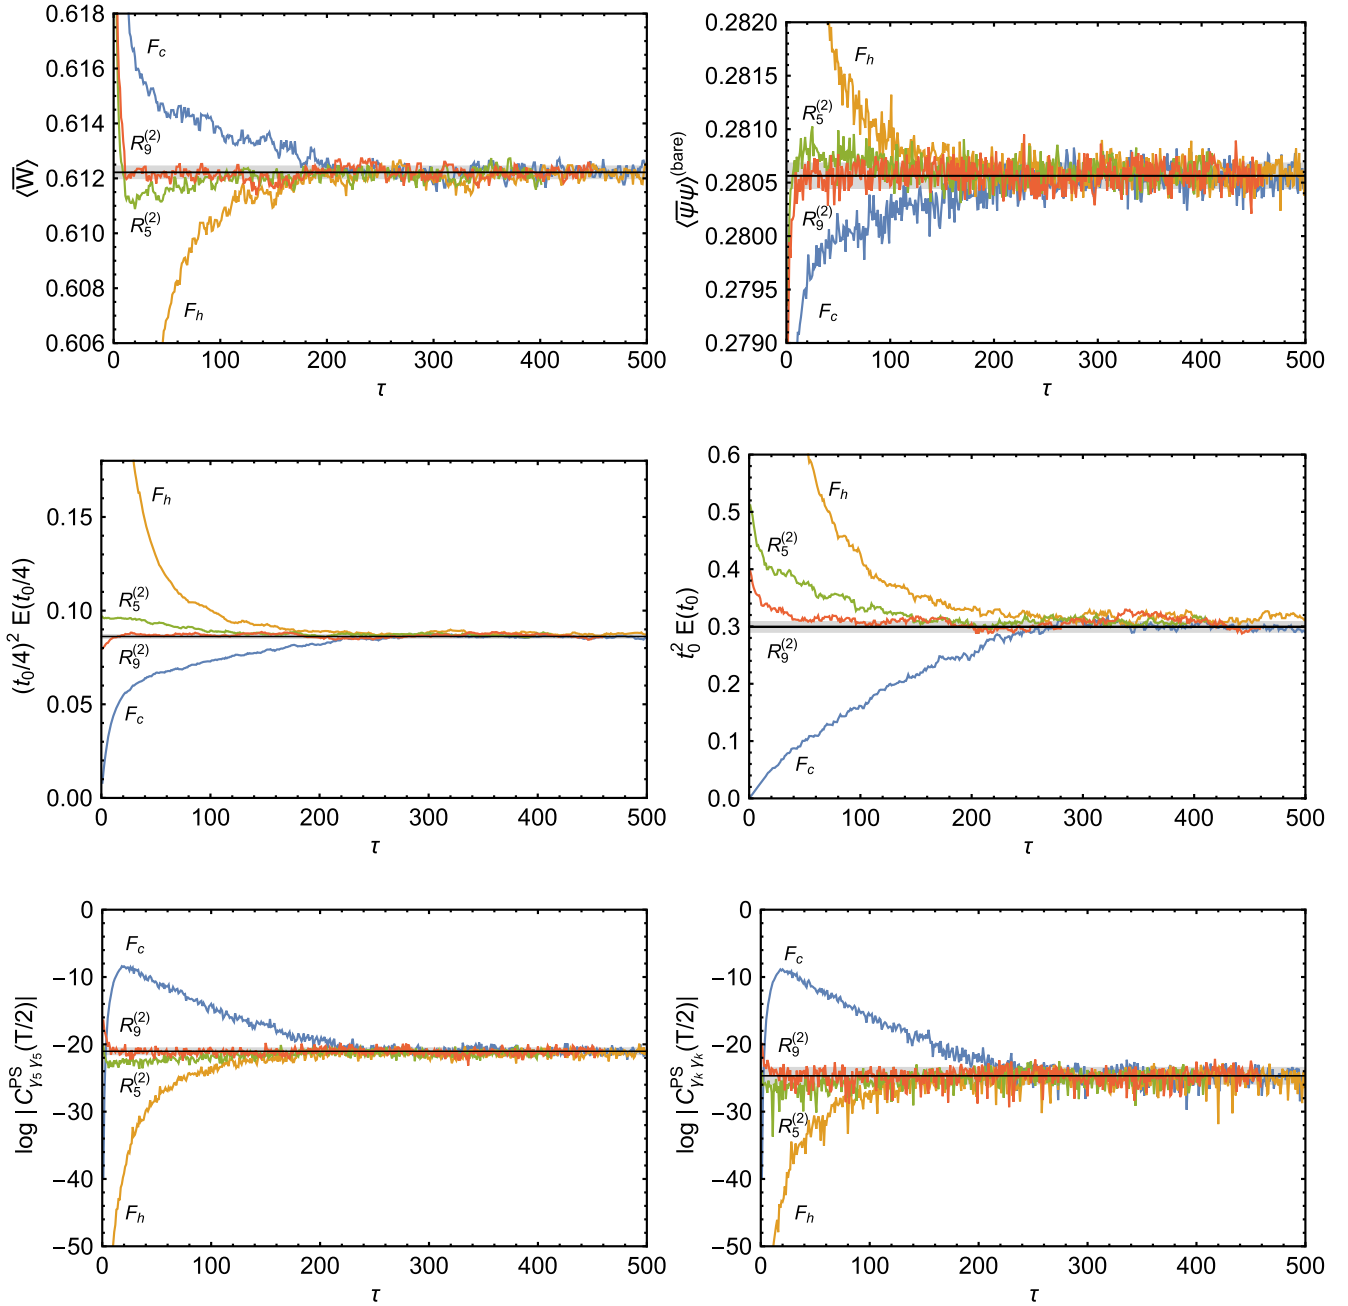 ⟨W̅⟩
0.618
0.616
0.614
0.612
0.610
0.608
0.606
F_c
R_9^(2)
R_5^(2)
F_h
0 100 200 300 400 500
τ
⟨ψ̅ψ⟩^(bare)
0.2820
0.2815
0.2810
0.2805
0.2800
0.2795
0.2790
F_h
R_5^(2)
R_9^(2)
F_c
0 100 200 300 400 500
τ
(t_0/4)^2 E(t_0/4)
0.15
0.10
0.05
0.00
F_h
R_5^(2)
R_9^(2)
F_c
0 100 200 300 400 500
τ
t_0^2 E(t_0)
0.6
0.5
0.4
0.3
0.2
0.1
0.0
F_h
R_5^(2)
R_9^(2)
F_c
0 100 200 300 400 500
τ
log |C^PS_γ_5 γ_5 (T/2)|
0
−10
−20
−30
−40
−50
F_c
R_9^(2)
R_5^(2)
F_h
0 100 200 300 400 500
τ
log |C^PS_γ_k γ_k (T/2)|
0
−10
−20
−30
−40
−50
F_c
R_9^(2)
R_5^(2)
F_h
0 100 200 300 400 500
τ